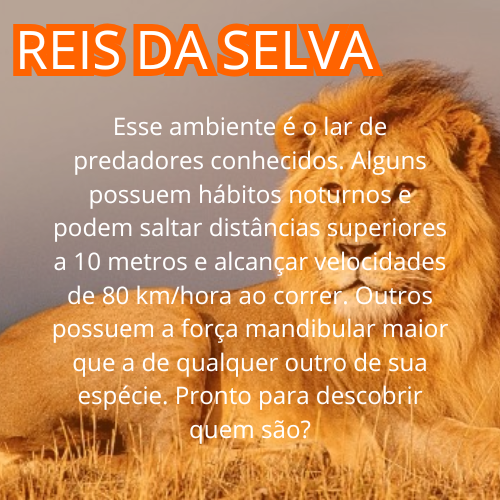 REIS DA SELVA
Esse ambiente é o lar de
predadores conhecidos. Alguns
possuem hábitos noturnos e
podem saltar distâncias superiores
a 10 metros e alcançar velocidades
de 80 km/hora ao correr. Outros
possuem a força mandibular maior
que a de qualquer outro de sua
espécie. Pronto para descobrir
quem são?